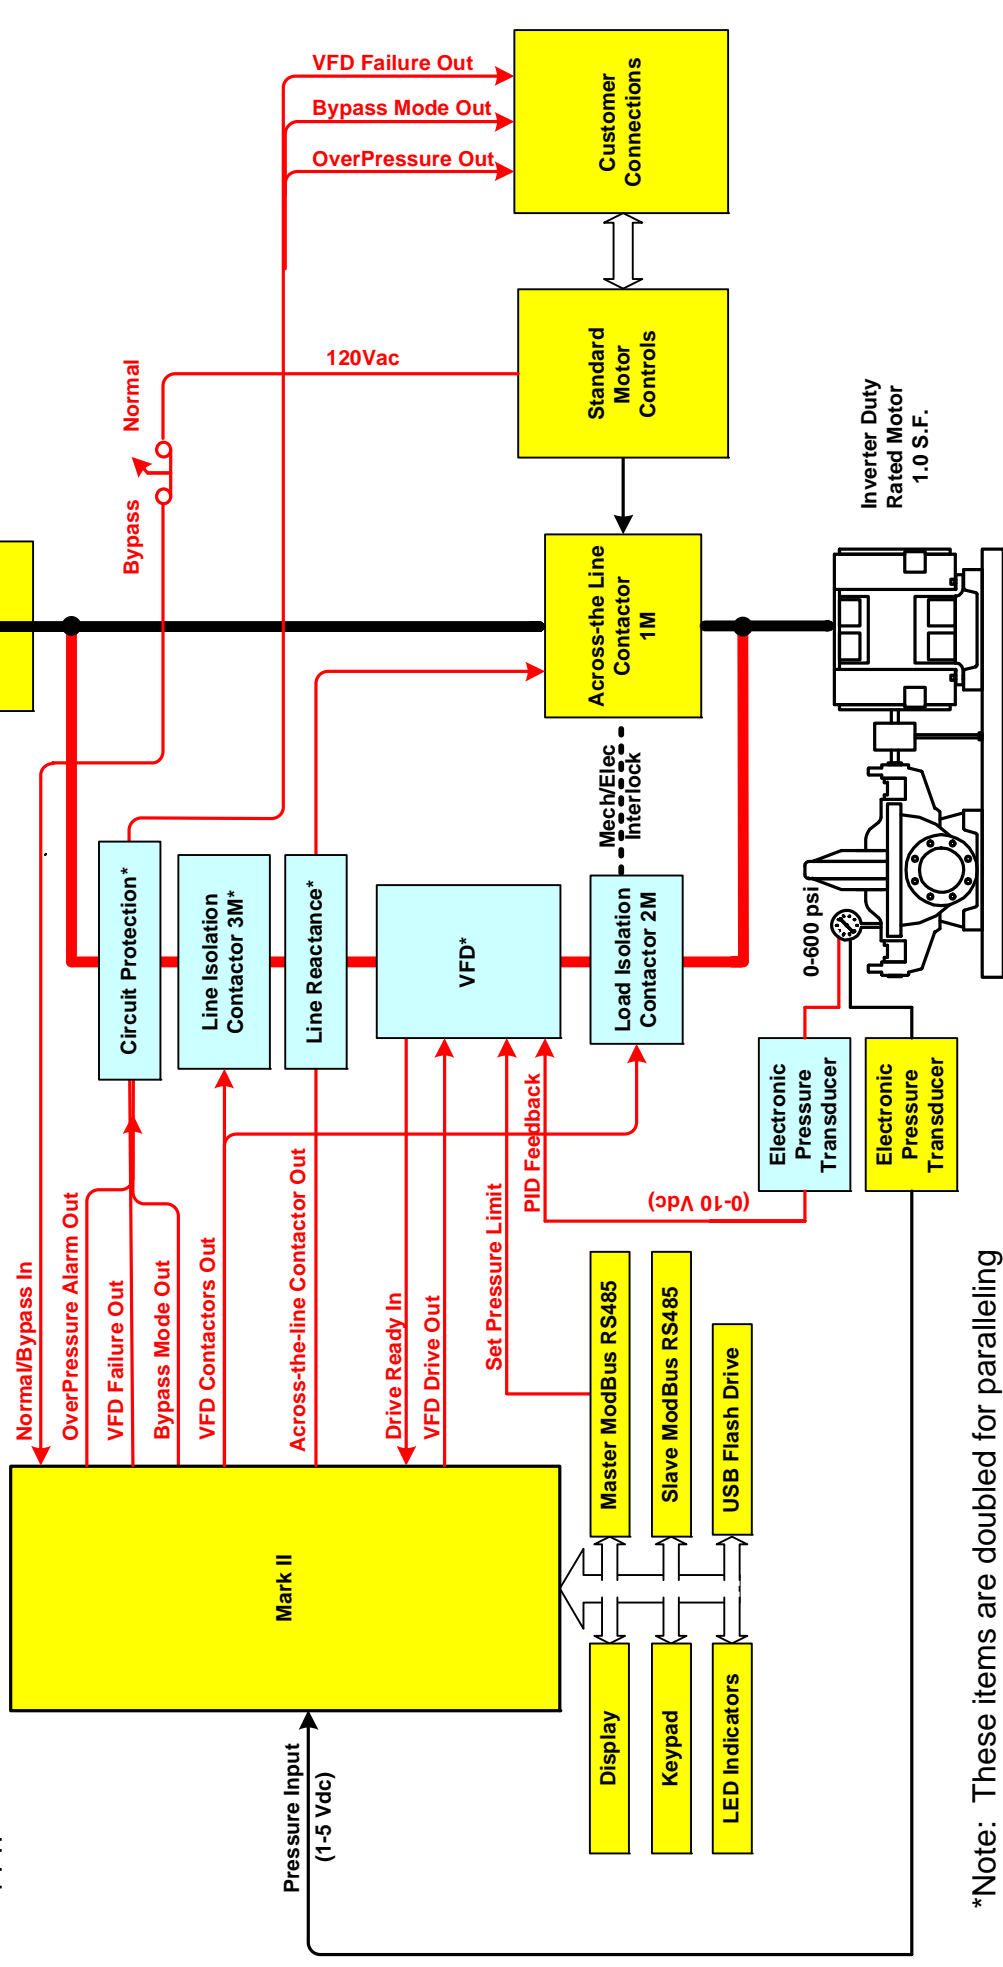 VFD Failure Out
Bypass Mode Out
OverPressure Out
Customer
Connections
120Vac
Normal
Bypass
Standard
Motor
Controls
Inverter Duty
Rated Motor
1.0 S.F.
Across-the Line
Contactor
1M
Mech/Elec
Interlock
Circuit Protection*
Line Isolation
Contactor 3M*
Line Reactance*
VFD*
Load Isolation
Contactor 2M
0-600 psi
Electronic
Pressure
Transducer
Electronic
Pressure
Transducer
(0-10 Vdc)
PID Feedback
Set Pressure Limit
Normal/Bypass In
OverPressure Alarm Out
VFD Failure Out
Bypass Mode Out
VFD Contactors Out
Across-the-line Contactor Out
Drive Ready In
VFD Drive Out
Mark II
Master ModBus RS485
Slave ModBus RS485
USB Flash Drive
Display
Keypad
LED Indicators
Pressure Input
(1-5 Vdc)
*Note: These items are doubled for paralleling